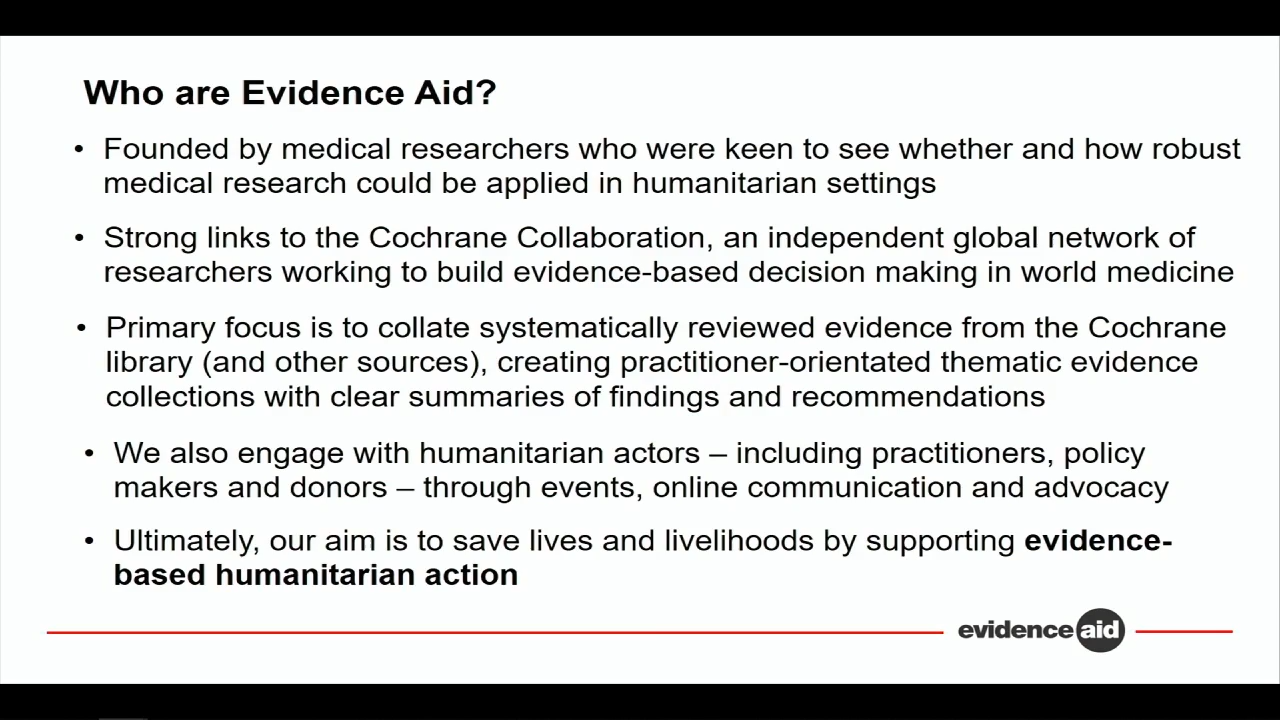 Who are Evidence Aid?
• Founded by medical researchers who were keen to see whether and how robust
medical research could be applied in humanitarian settings
• Strong links to the Cochrane Collaboration, an independent global network of
researchers working to build evidence-based decision making in world medicine
• Primary focus is to collate systematically reviewed evidence from the Cochrane
library (and other sources), creating practitioner-orientated thematic evidence
collections with clear summaries of findings and recommendations
• We also engage with humanitarian actors – including practitioners, policy
makers and donors – through events, online communication and advocacy
• Ultimately, our aim is to save lives and livelihoods by supporting evidence-
based humanitarian action
evidence aid